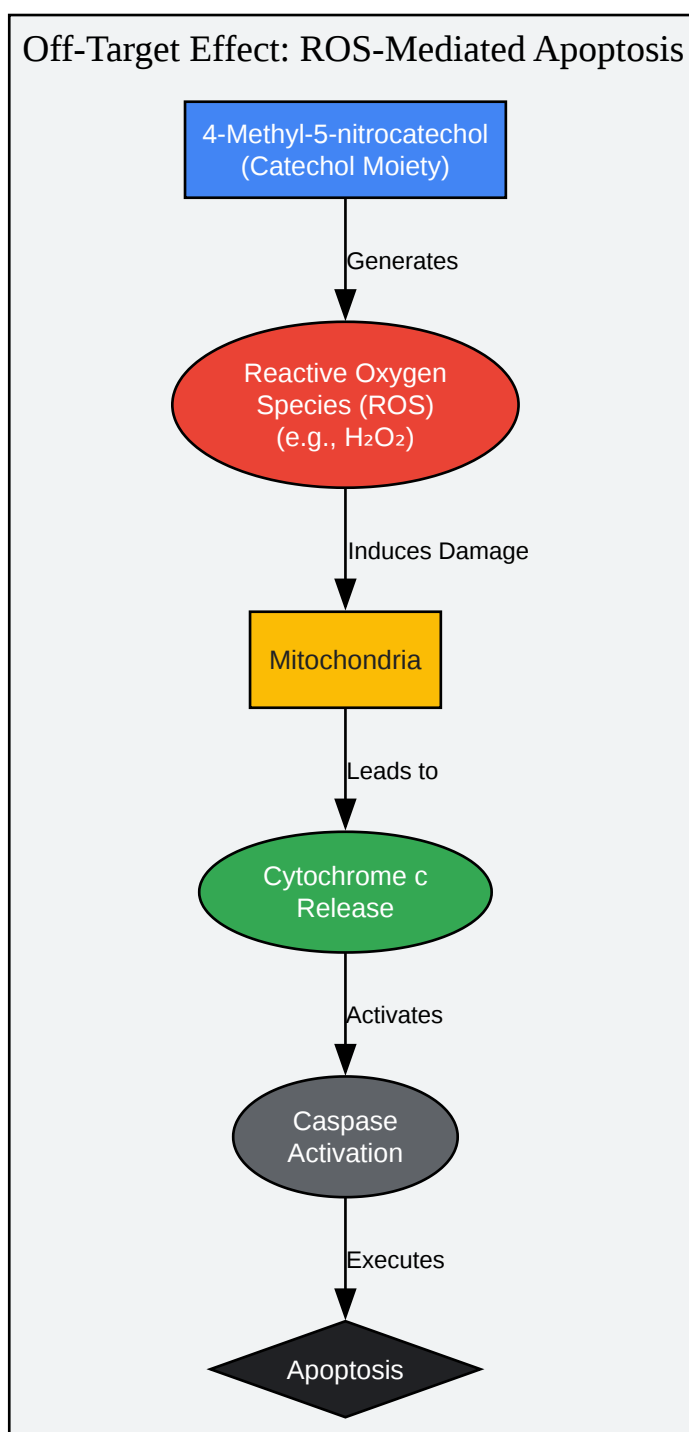 Off-Target Effect: ROS-Mediated Apoptosis
4-Methyl-5-nitrocatechol
(Catechol Moiety)
Generates
Reactive Oxygen
Species (ROS)
(e.g., H₂O₂)
Induces Damage
Mitochondria
Leads to
Cytochrome c
Release
Activates
Caspase
Activation
Executes
Apoptosis